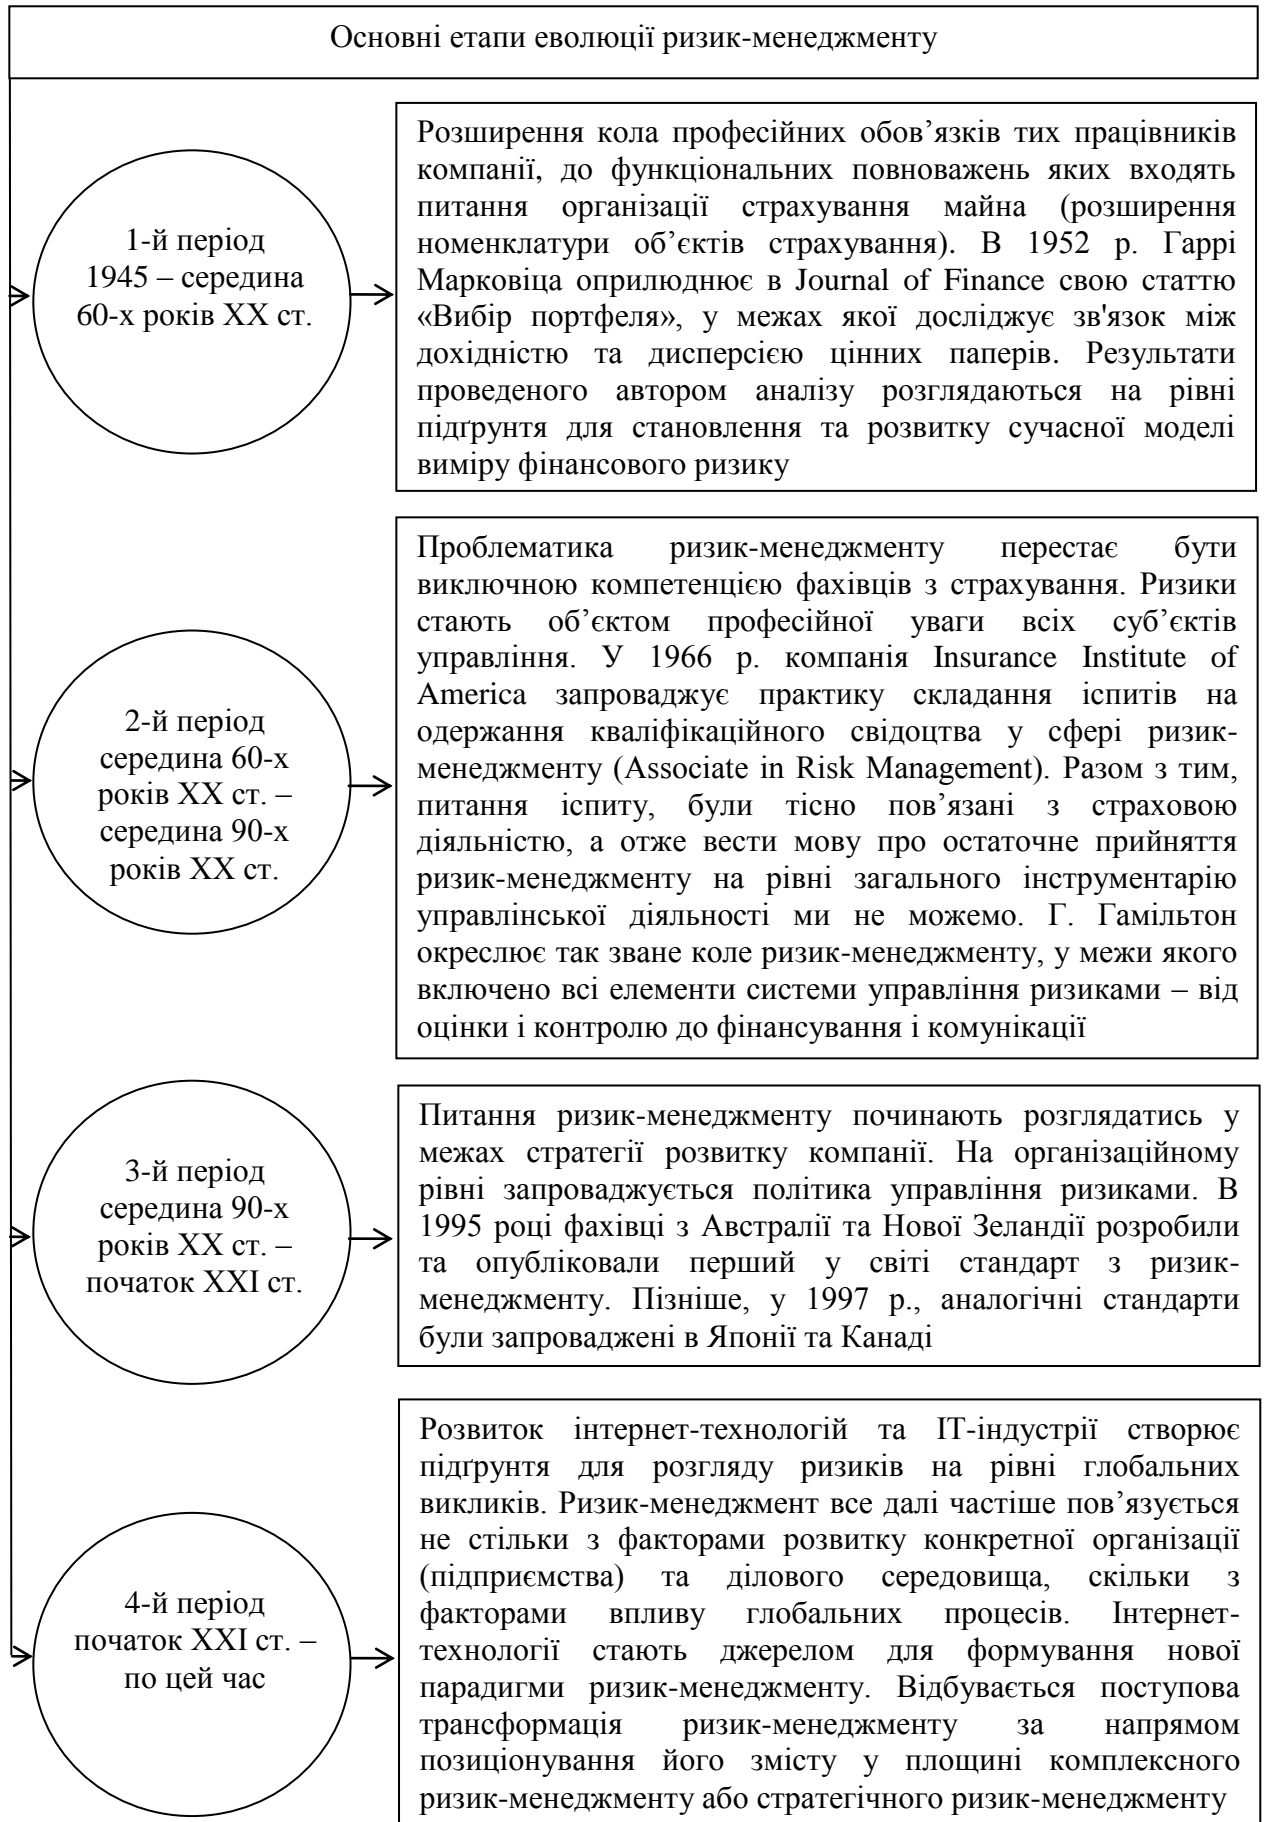 Основні етапи еволюції ризик-менеджменту
1-й період
1945 – середина
60-х років ХХ ст.
Розширення кола професійних обов’язків тих працівників
компанії, до функціональних повноважень яких входять
питання організації страхування майна (розширення
номенклатури об’єктів страхування). В 1952 р. Гаррі
Марковіца оприлюднює в Journal of Finance свою статтю
«Вибір портфеля», у межах якої досліджує зв'язок між
дохідністю та дисперсією цінних паперів. Результати
проведеного автором аналізу розглядаються на рівні
підґрунтя для становлення та розвитку сучасної моделі
виміру фінансового ризику
2-й період
середина 60-х
років ХХ ст. –
середина 90-х
років ХХ ст.
Проблематика ризик-менеджменту перестає бути
виключною компетенцією фахівців з страхування. Ризики
стають об’єктом професійної уваги всіх суб’єктів
управління. У 1966 р. компанія Insurance Institute of
America запроваджує практику складання іспитів на
одержання кваліфікаційного свідоцтва у сфері ризик-
менеджменту (Associate in Risk Management). Разом з тим,
питання іспиту, були тісно пов’язані з страховою
діяльністю, а отже вести мову про остаточне прийняття
ризик-менеджменту на рівні загального інструментарію
управлінської діяльності ми не можемо. Г. Гамільтон
окреслює так зване коле ризик-менеджменту, у межи якого
включено всі елементи системи управління ризиками – від
оцінки і контролю до фінансування і комунікації
3-й період
середина 90-х
років ХХ ст. –
початок ХХІ ст.
Питання ризик-менеджменту починають розглядатись у
межах стратегії розвитку компанії. На організаційному
рівні запроваджується політика управління ризиками. В
1995 році фахівці з Австралії та Нової Зеландії розробили
та опубліковали перший у світі стандарт з ризик-
менеджменту. Пізніше, у 1997 р., аналогічні стандарти
були запроваджені в Японії та Канаді
4-й період
початок ХХІ ст. –
по цей час
Розвиток інтернет-технологій та ІТ-індустрії створює
підґрунтя для розгляду ризиків на рівні глобальних
викликів. Ризик-менеджмент все далі частіше пов’язується
не стільки з факторами розвитку конкретної організації
(підприємства) та ділового середовища, скільки з
факторами впливу глобальних процесів. Інтернет-
технології стають джерелом для формування нової
парадигми ризик-менеджменту. Відбувається поступова
трансформація ризик-менеджменту за напрямом
позиціонування його змісту у площині комплексного
ризик-менеджменту або стратегічного ризик-менеджменту